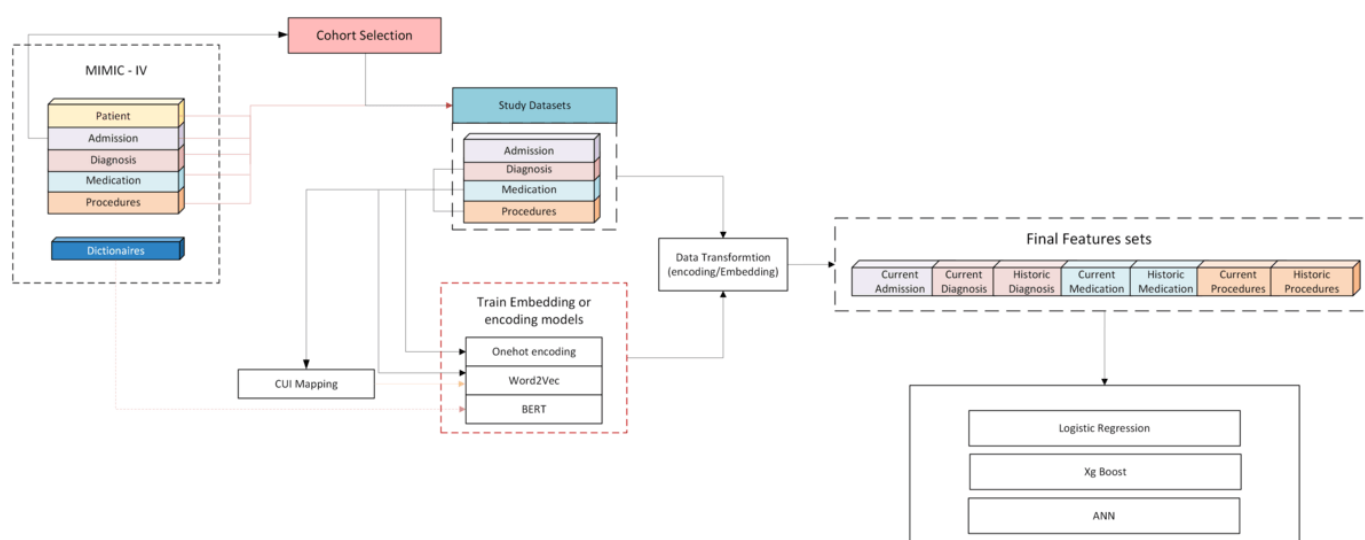 Cohort Selection
MIMIC - IV
Patient
Admission
Diagnosis
Medication
Procedures
Dictionaires
Study Datasets
Admission
Diagnosis
Medication
Procedures
Train Embedding or
encoding models
Onehot encoding
Word2Vec
BERT
CUI Mapping
Data Transformtion
(encoding/Embedding)
Final Features sets
Current
Admission
Current
Diagnosis
Historic
Diagnosis
Current
Medication
Historic
Medication
Current
Procedures
Historic
Procedures
Logistic Regression
Xg Boost
ANN